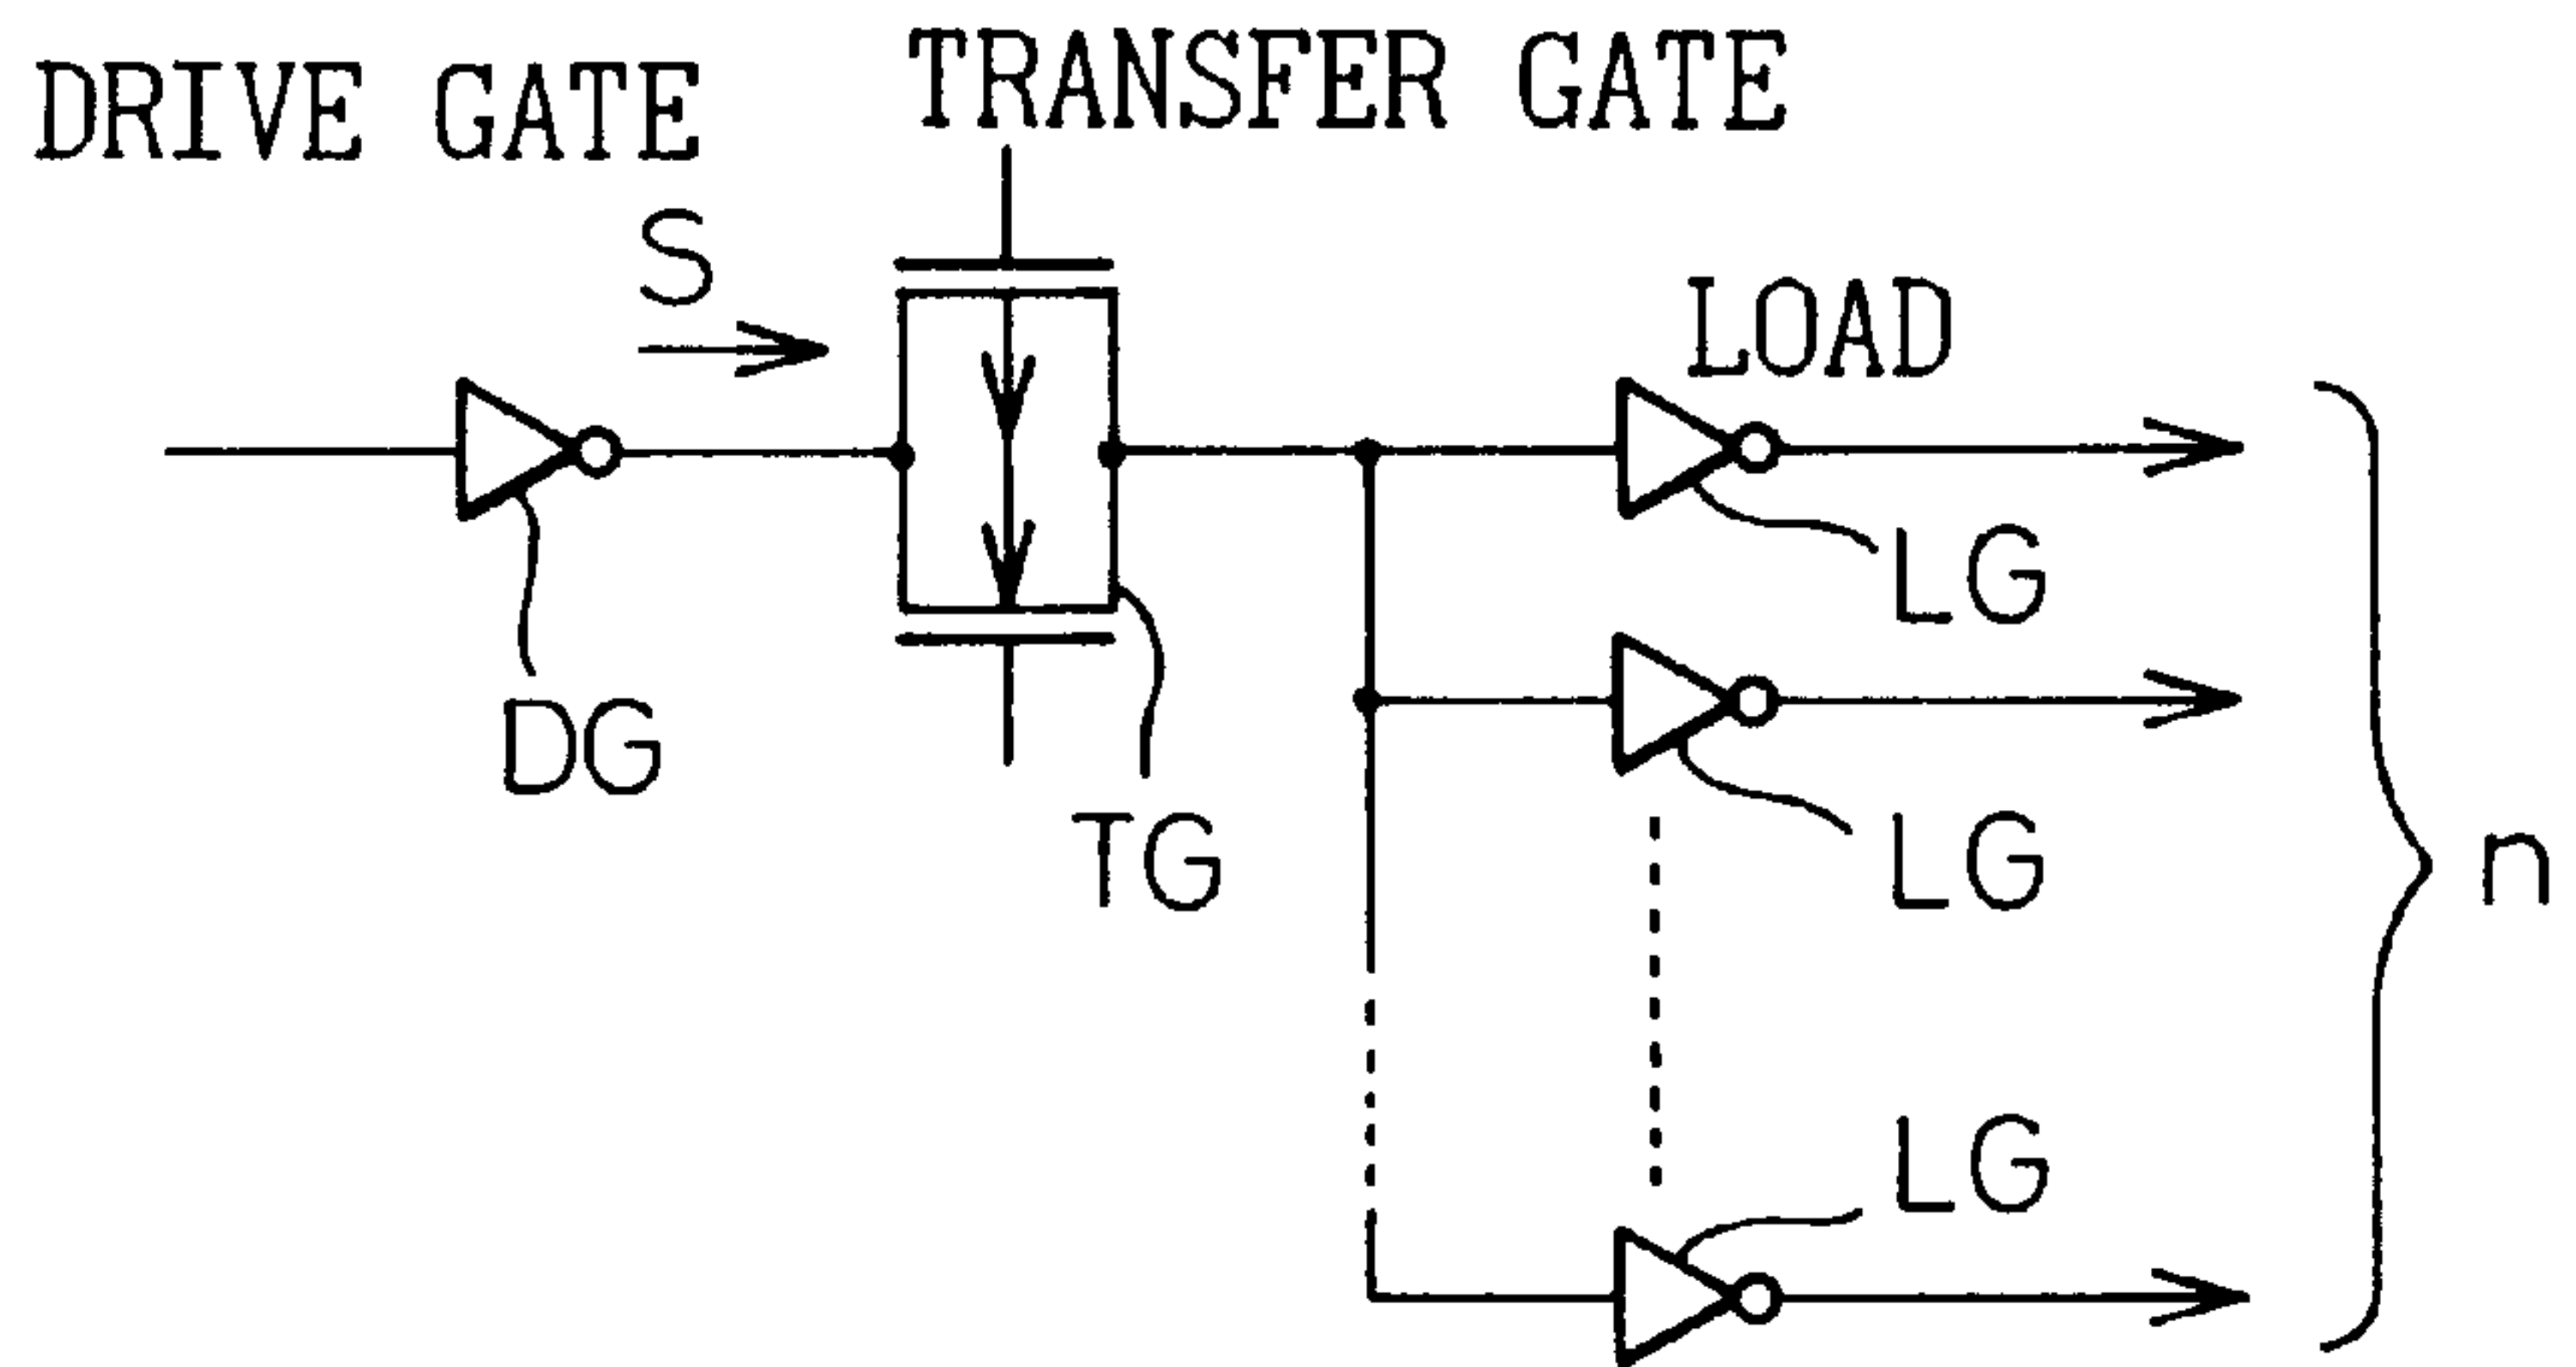 DRIVE GATE
TRANSFER GATE
S
LOAD
LG
DG
TG
LG
n
LG